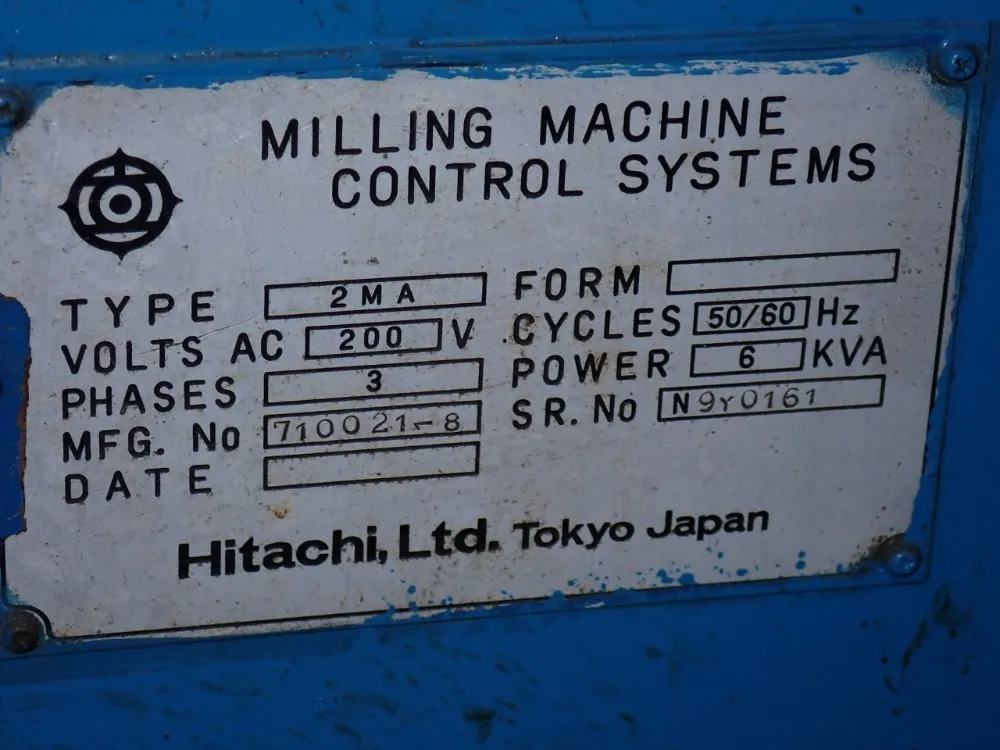 MILLING MACHINE
CONTROL SYSTEMS
TYPE 2MA FORM
VOLTS AC 200 V CYCLES 50/60 Hz
PHASES 3 POWER 6 KVA
MFG. No 710021-8 SR. No N9Y0161
DATE
Hitachi, Ltd. Tokyo Japan